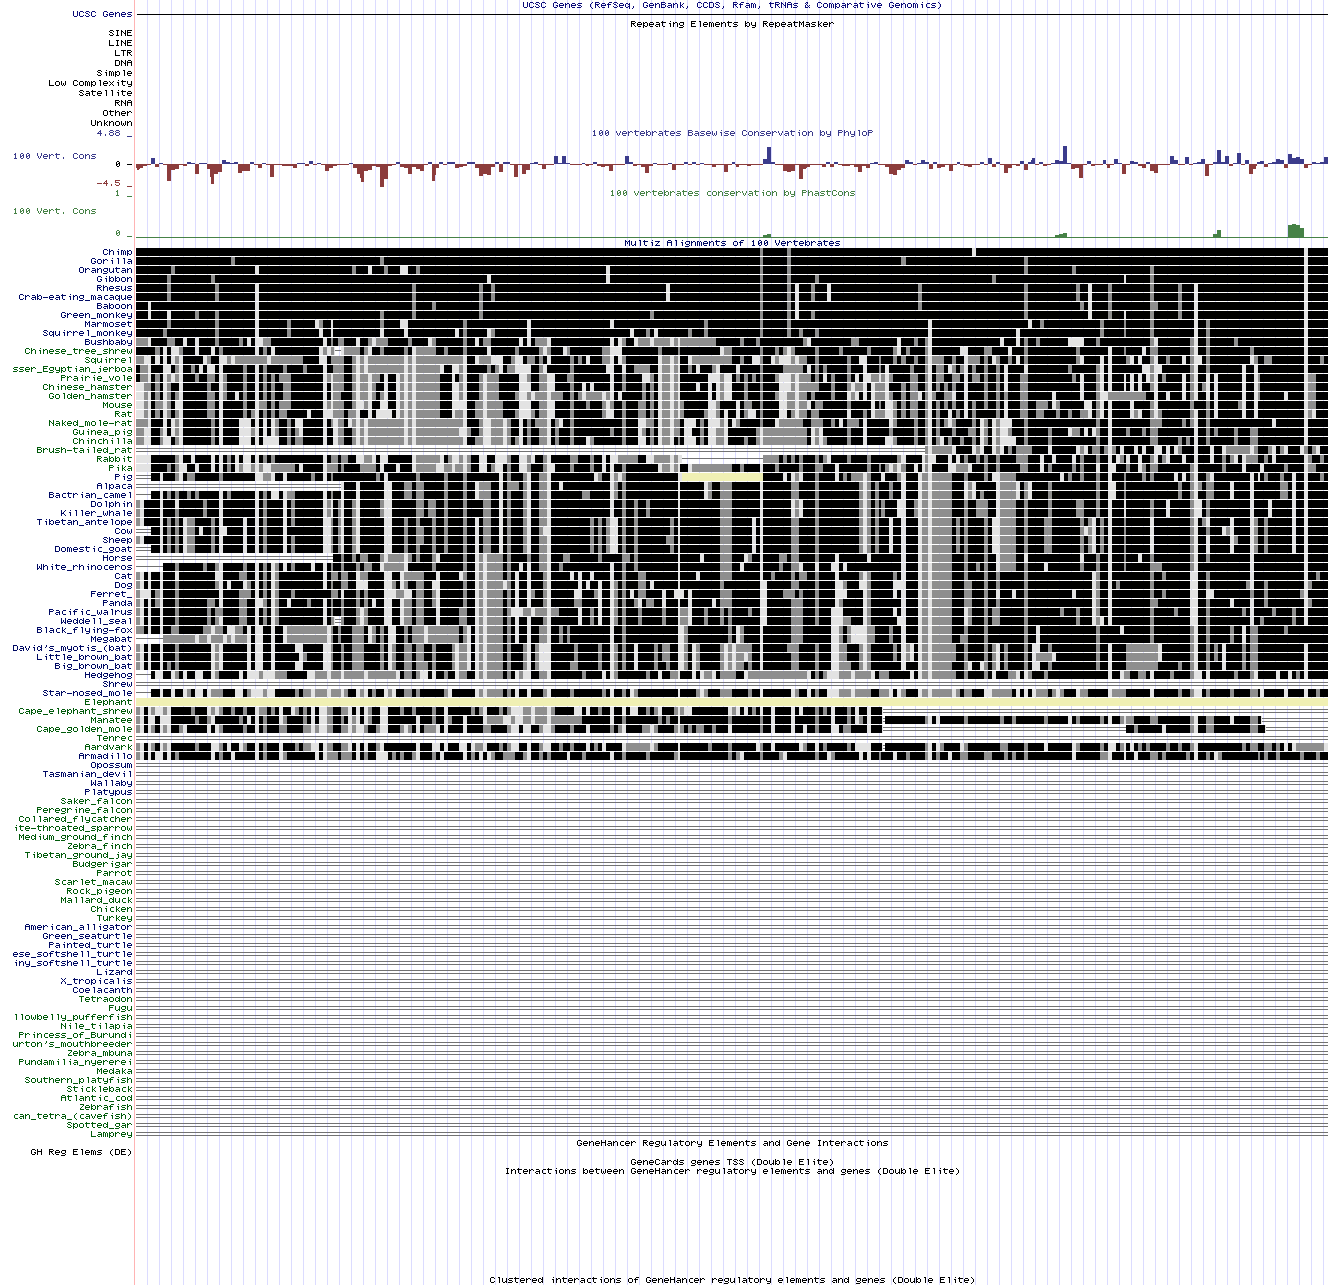 UCSC Genes (RefSeq, GenBank, CCDS, Rfam, tRNAs & Comparative Genomics)
UCSC Genes
Repeating Elements by RepeatMasker
SINE
LINE
LTR
DNA
Simple
Low Complexity
Satellite
RNA
Other
Unknown
4.88 _
100 vertebrates Basewise Conservation by PhyloP
100 Vert. Cons
0 _
-4.5 _
100 vertebrates conservation by PhastCons
1 _
100 Vert. Cons
0 _
Multiz Alignments of 100 Vertebrates
Chimp
Gorilla
Orangutan
Gibbon
Rhesus
Crab-eating_macaque
Baboon
Green_monkey
Marmoset
Squirrel_monkey
Bushbaby
Chinese_tree_shrew
Squirrel
sser_Egyptian_jerboa
Prairie_vole
Chinese_hamster
Golden_hamster
Mouse
Rat
Naked_mole-rat
Guinea_pig
Chinchilla
Brush-tailed_rat
Rabbit
Pika
Pig
Alpaca
Bactrian_camel
Dolphin
Killer_whale
Tibetan_antelope
Cow
Sheep
Domestic_goat
Horse
White_rhinoceros
Cat
Dog
Ferret_
Panda
Pacific_walrus
Weddell_seal
Black_flying-fox
Megabat
David's_myotis_(bat)
Little_brown_bat
Big_brown_bat
Hedgehog
Shrew
Star-nosed_mole
Elephant
Cape_elephant_shrew
Manatee
Cape_golden_mole
Tenrec
Aardvark
Armadillo
Opossum
Tasmanian_devil
Wallaby
Platypus
Saker_falcon
Peregrine_falcon
Collared_flycatcher
ite-throated_sparrow
Medium_ground_finch
Zebra_finch
Tibetan_ground_jay
Budgerigar
Parrot
Scarlet_macaw
Rock_pigeon
Mallard_duck
Chicken
Turkey
American_alligator
Green_seaturtle
Painted_turtle
ese_softshell_turtle
iny_softshell_turtle
Lizard
X_tropicalis
Coelacanth
Tetraodon
Fugu
llowbelly_pufferfish
Nile_tilapia
Princess_of_Burundi
urton's_mouthbreeder
Zebra_mbuna
Pundamilia_nyererei
Medaka
Southern_platyfish
Stickleback
Atlantic_cod
Zebrafish
can_tetra_(cavefish)
Spotted_gar
Lamprey
GeneHancer Regulatory Elements and Gene Interactions
GH Reg Elems (DE)
GeneCards genes TSS (Double Elite)
Interactions between GeneHancer regulatory elements and genes (Double Elite)
Clustered interactions of GeneHancer regulatory elements and genes (Double Elite)